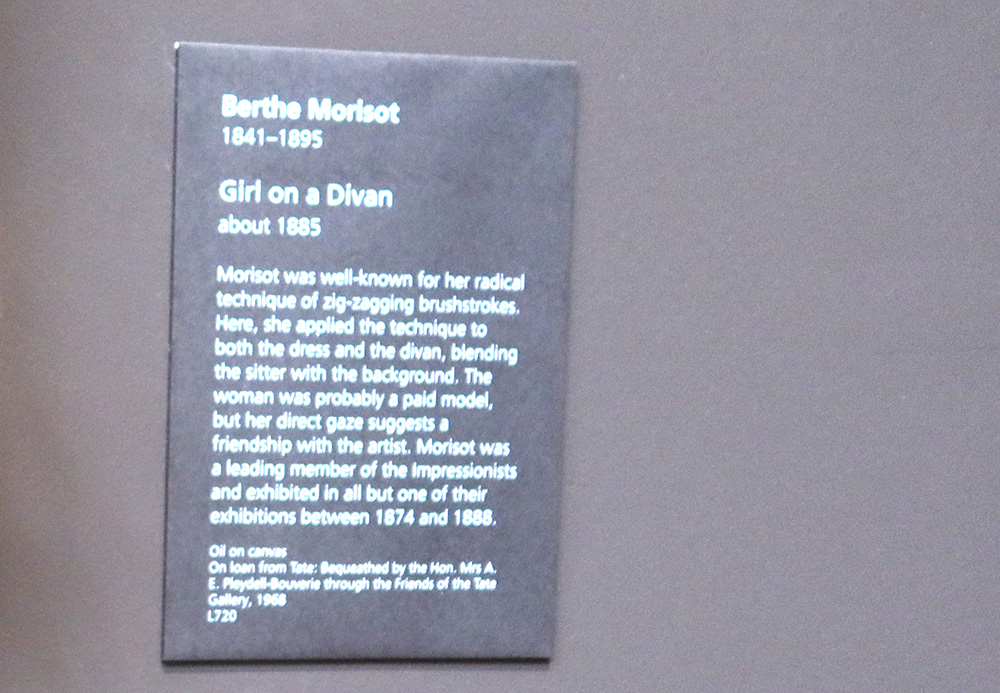 Berthe Morisot
1841–1895
Girl on a Divan
about 1885
Morisot was well-known for her radical
technique of zig-zagging brushstrokes.
Here, she applied the technique to
both the dress and the divan, blending
the sitter with the background. The
woman was probably a paid model,
but her direct gaze suggests a
friendship with the artist. Morisot was
a leading member of the Impressionists
and exhibited in all but one of their
exhibitions between 1874 and 1888.
Oil on canvas
On loan from Tate: Bequeathed by the Hon. Mrs A.
E. Pleydell-Bouverie through the Friends of the Tate
Gallery, 1968
L720